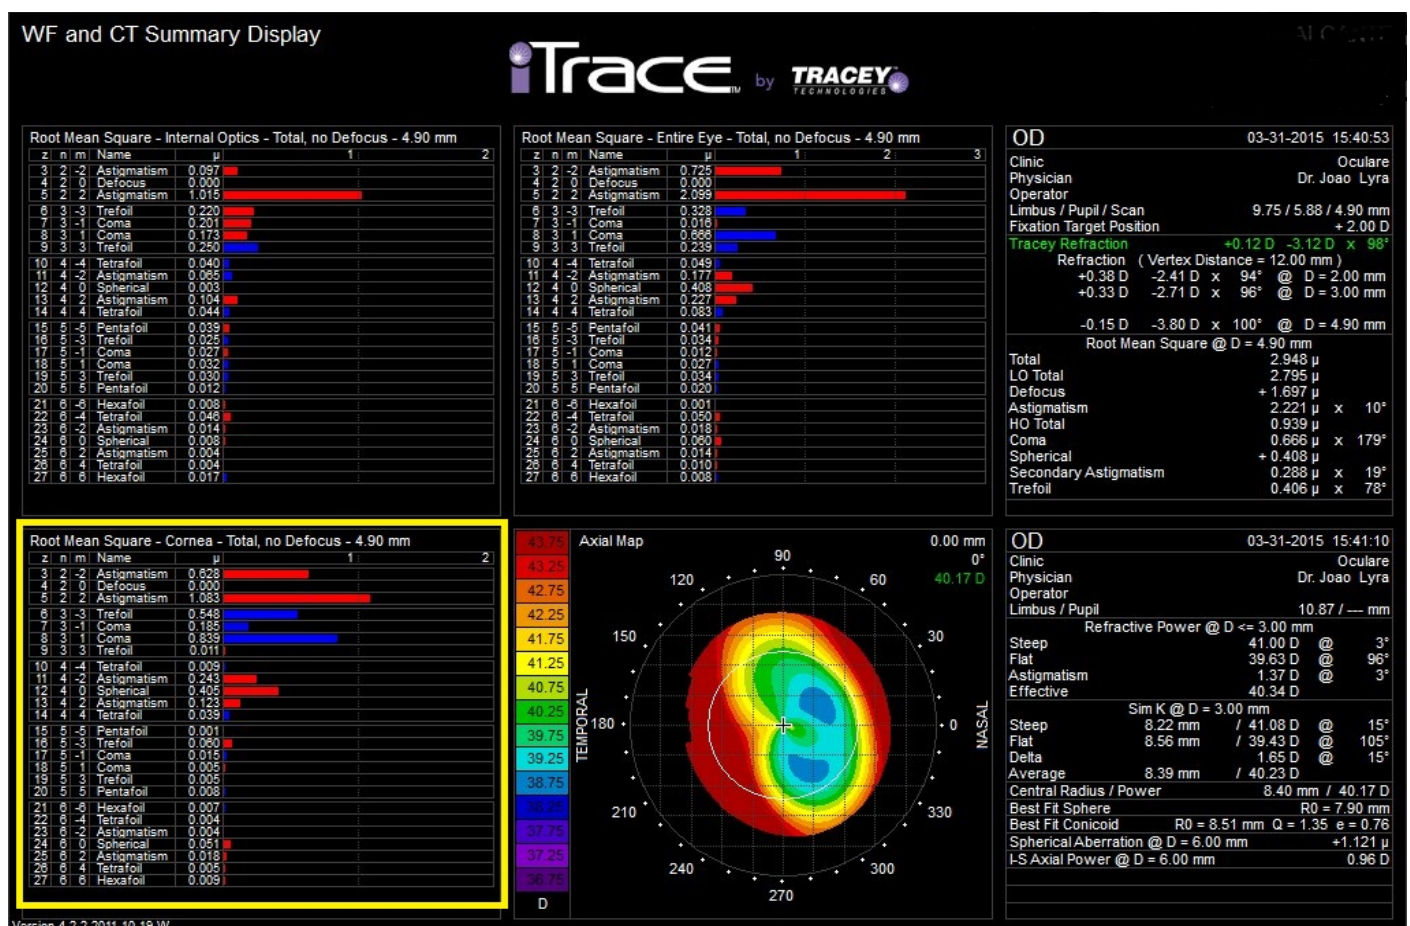 WF and CT Summary Display
iTrace TM by TRACEY TECHNOLOGIES
Root Mean Square - Internal Optics - Total, no Defocus - 4.90 mm
z n m Name µ 1 2
3 2 -2 Astigmatism 0.097
4 2 0 Defocus 0.000
5 2 2 Astigmatism 1.015
6 3 -3 Trefoil 0.220
7 3 -1 Coma 0.201
8 3 1 Coma 0.173
9 3 3 Trefoil 0.250
10 4 -4 Tetrafoil 0.040
11 4 -2 Astigmatism 0.065
12 4 0 Spherical 0.003
13 4 2 Astigmatism 0.104
14 4 4 Tetrafoil 0.044
15 5 -5 Pentafoil 0.039
16 5 -3 Trefoil 0.025
17 5 -1 Coma 0.027
18 5 1 Coma 0.032
19 5 3 Trefoil 0.030
20 5 5 Pentafoil 0.012
21 6 -6 Hexafoil 0.008
22 6 -4 Tetrafoil 0.046
23 6 -2 Astigmatism 0.014
24 6 0 Spherical 0.008
25 6 2 Astigmatism 0.004
26 6 4 Tetrafoil 0.004
27 6 6 Hexafoil 0.017
Root Mean Square - Entire Eye - Total, no Defocus - 4.90 mm
z n m Name µ 1 2 3
3 2 -2 Astigmatism 0.725
4 2 0 Defocus 0.000
5 2 2 Astigmatism 2.099
6 3 -3 Trefoil 0.328
7 3 -1 Coma 0.016
8 3 1 Coma 0.666
9 3 3 Trefoil 0.239
10 4 -4 Tetrafoil 0.049
11 4 -2 Astigmatism 0.177
12 4 0 Spherical 0.408
13 4 2 Astigmatism 0.227
14 4 4 Tetrafoil 0.083
15 5 -5 Pentafoil 0.041
16 5 -3 Trefoil 0.034
17 5 -1 Coma 0.012
18 5 1 Coma 0.027
19 5 3 Trefoil 0.034
20 5 5 Pentafoil 0.020
21 6 -6 Hexafoil 0.001
22 6 -4 Tetrafoil 0.050
23 6 -2 Astigmatism 0.018
24 6 0 Spherical 0.060
25 6 2 Astigmatism 0.014
26 6 4 Tetrafoil 0.010
27 6 6 Hexafoil 0.008
OD 03-31-2015 15:40:53
Clinic Oculare
Physician Dr. Joao Lyra
Operator
Limbus / Pupil / Scan 9.75 / 5.88 / 4.90 mm
Fixation Target Position + 2.00 D
Tracey Refraction +0.12 D -3.12 D x 98°
Refraction ( Vertex Distance = 12.00 mm )
+0.38 D -2.41 D x 94° @ D = 2.00 mm
+0.33 D -2.71 D x 96° @ D = 3.00 mm
-0.15 D -3.80 D x 100° @ D = 4.90 mm
Root Mean Square @ D = 4.90 mm
Total 2.948 µ
LO Total 2.795 µ
Defocus + 1.697 µ
Astigmatism 2.221 µ x 10°
HO Total 0.939 µ
Coma 0.666 µ x 179°
Spherical + 0.408 µ
Secondary Astigmatism 0.288 µ x 19°
Trefoil 0.406 µ x 78°
Root Mean Square - Cornea - Total, no Defocus - 4.90 mm
z n m Name µ 1 2
3 2 -2 Astigmatism 0.628
4 2 0 Defocus 0.000
5 2 2 Astigmatism 1.083
6 3 -3 Trefoil 0.548
7 3 -1 Coma 0.185
8 3 1 Coma 0.839
9 3 3 Trefoil 0.011
10 4 -4 Tetrafoil 0.009
11 4 -2 Astigmatism 0.243
12 4 0 Spherical 0.405
13 4 2 Astigmatism 0.123
14 4 4 Tetrafoil 0.039
15 5 -5 Pentafoil 0.001
16 5 -3 Trefoil 0.060
17 5 -1 Coma 0.015
18 5 1 Coma 0.005
19 5 3 Trefoil 0.005
20 5 5 Pentafoil 0.008
21 6 -6 Hexafoil 0.007
22 6 -4 Tetrafoil 0.004
23 6 -2 Astigmatism 0.004
24 6 0 Spherical 0.051
25 6 2 Astigmatism 0.018
26 6 4 Tetrafoil 0.005
27 6 6 Hexafoil 0.009
43.75
43.25
42.75
42.25
41.75
41.25
40.75
40.25
39.75
39.25
38.75
38.25
37.75
37.25
36.75
D
Axial Map 0.00 mm
0°
40.17 D
90
120 60
150 30
180 0
TEMPORAL
NASAL
210 330
240 300
270
OD 03-31-2015 15:41:10
Clinic Oculare
Physician Dr. Joao Lyra
Operator
Limbus / Pupil 10.87 / --- mm
Refractive Power @ D <= 3.00 mm
Steep 41.00 D @ 3°
Flat 39.63 D @ 96°
Astigmatism 1.37 D @ 3°
Effective 40.34 D
Sim K @ D = 3.00 mm
Steep 8.22 mm / 41.08 D @ 15°
Flat 8.56 mm / 39.43 D @ 105°
Delta 1.65 D @ 15°
Average 8.39 mm / 40.23 D
Central Radius / Power 8.40 mm / 40.17 D
Best Fit Sphere R0 = 7.90 mm
Best Fit Conicoid R0 = 8.51 mm Q = 1.35 e = 0.76
Spherical Aberration @ D = 6.00 mm +1.121 µ
I-S Axial Power @ D = 6.00 mm 0.96 D
Version 4.2.2 2011-10-19 W